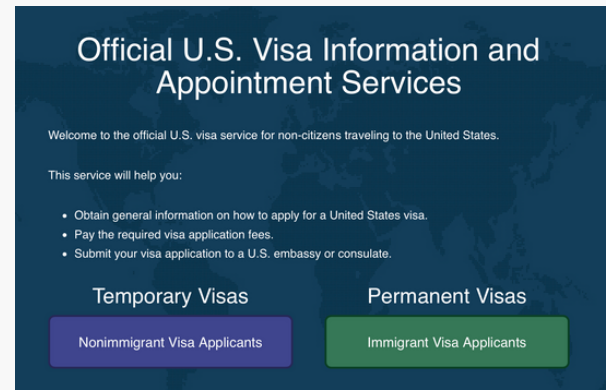 Official U.S. Visa Information and
Appointment Services
Welcome to the official U.S. visa service for non-citizens traveling to the United States.
This service will help you:
• Obtain general information on how to apply for a United States visa.
• Pay the required visa application fees.
• Submit your visa application to a U.S. embassy or consulate.
Temporary Visas
Permanent Visas
Nonimmigrant Visa Applicants
Immigrant Visa Applicants